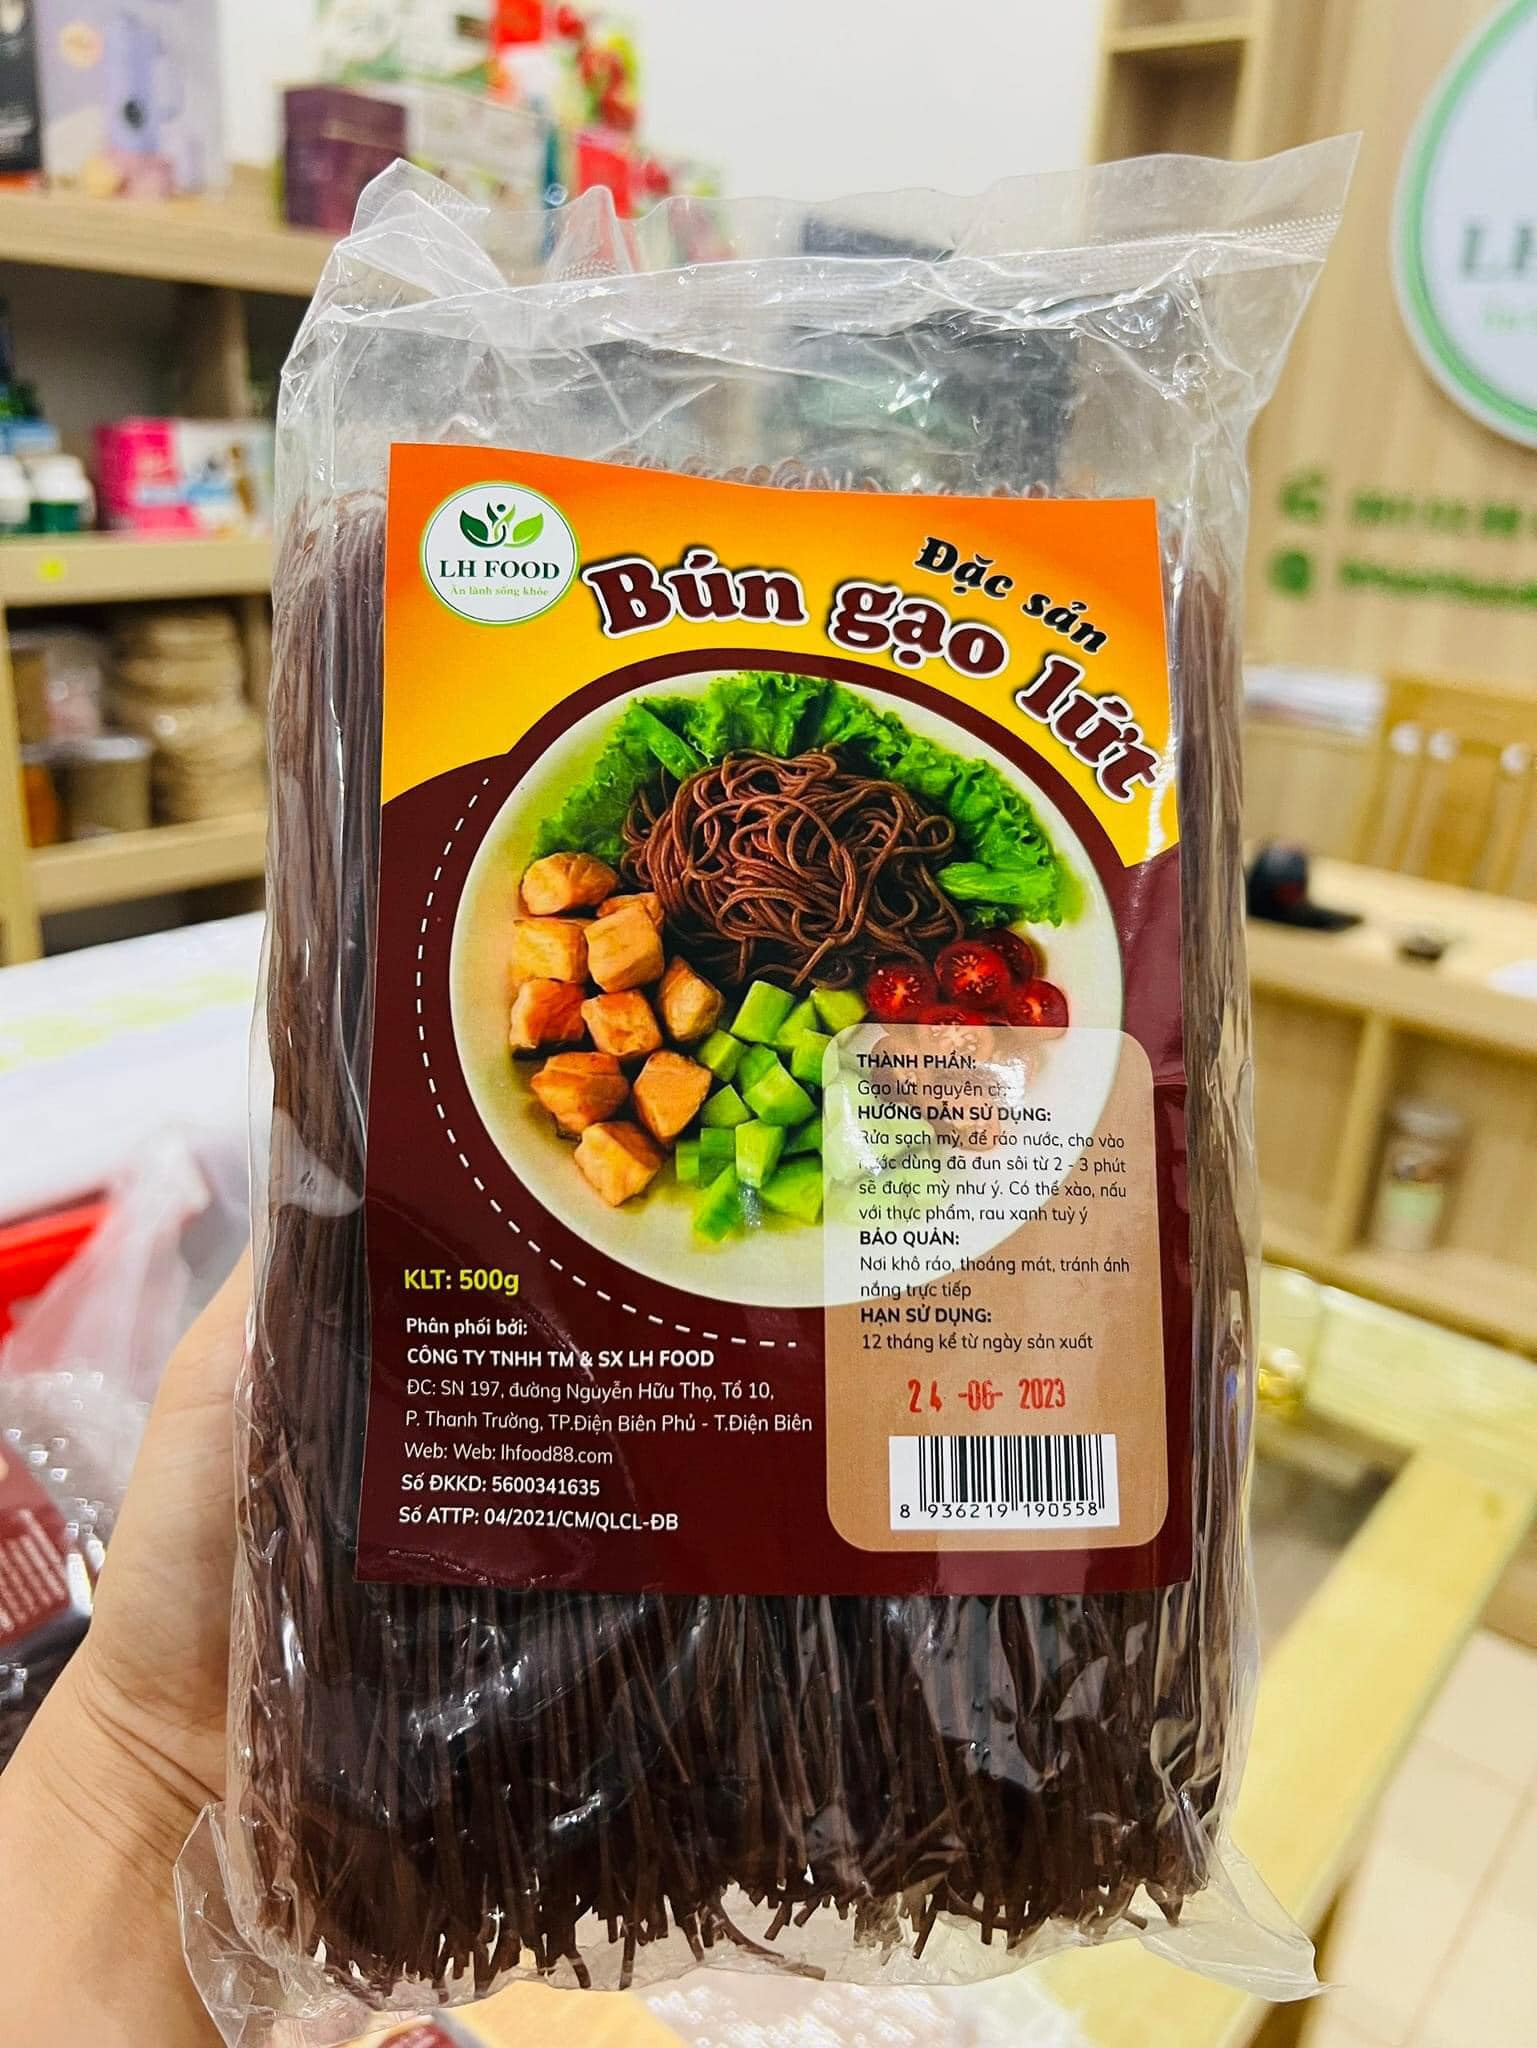 LH FOOD
Ăn lành sống khỏe
Đặc sản
Bún gạo lứt
THÀNH PHẦN:
Gạo lứt nguyên
HƯỚNG DẪN SỬ DỤNG:
Rửa sạch mỳ, để ráo nước, cho vào
nước dùng đã đun sôi từ 2 - 3 phút
sẽ được mỳ như ý. Có thể xào, nấu
với thực phẩm, rau xanh tuỳ ý
BẢO QUẢN:
Nơi khô ráo, thoáng mát, tránh ánh
nắng trực tiếp
HẠN SỬ DỤNG:
12 tháng kể từ ngày sản xuất
24 -06- 2023
8 936219 190558
KLT: 500g
Phân phối bởi:
CÔNG TY TNHH TM & SX LH FOOD
ĐC: SN 197, đường Nguyễn Hữu Thọ, Tổ 10,
P. Thanh Trường, TP.Điện Biên Phủ - T.Điện Biên
Web: Web: lhfood88.com
Số ĐKKD: 5600341635
Số ATTP: 04/2021/CM/QLCL-ĐB
LH